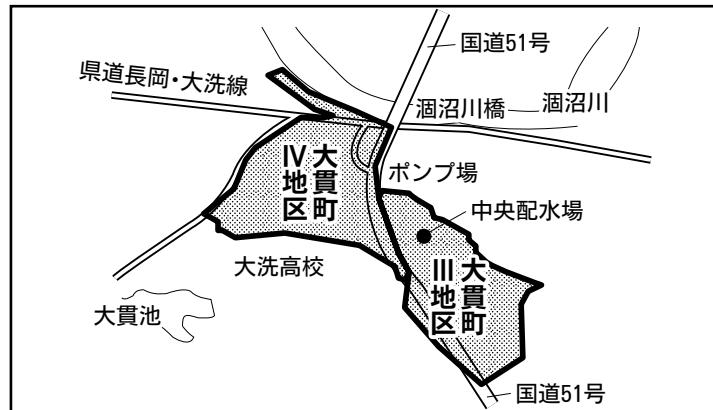 国道51号
県道長岡・大洗線
涸沼川橋
涸沼川
大貫町
Ⅳ地区
ポンプ場
中央配水場
大洗高校
大貫町
Ⅲ地区
大貫池
国道51号